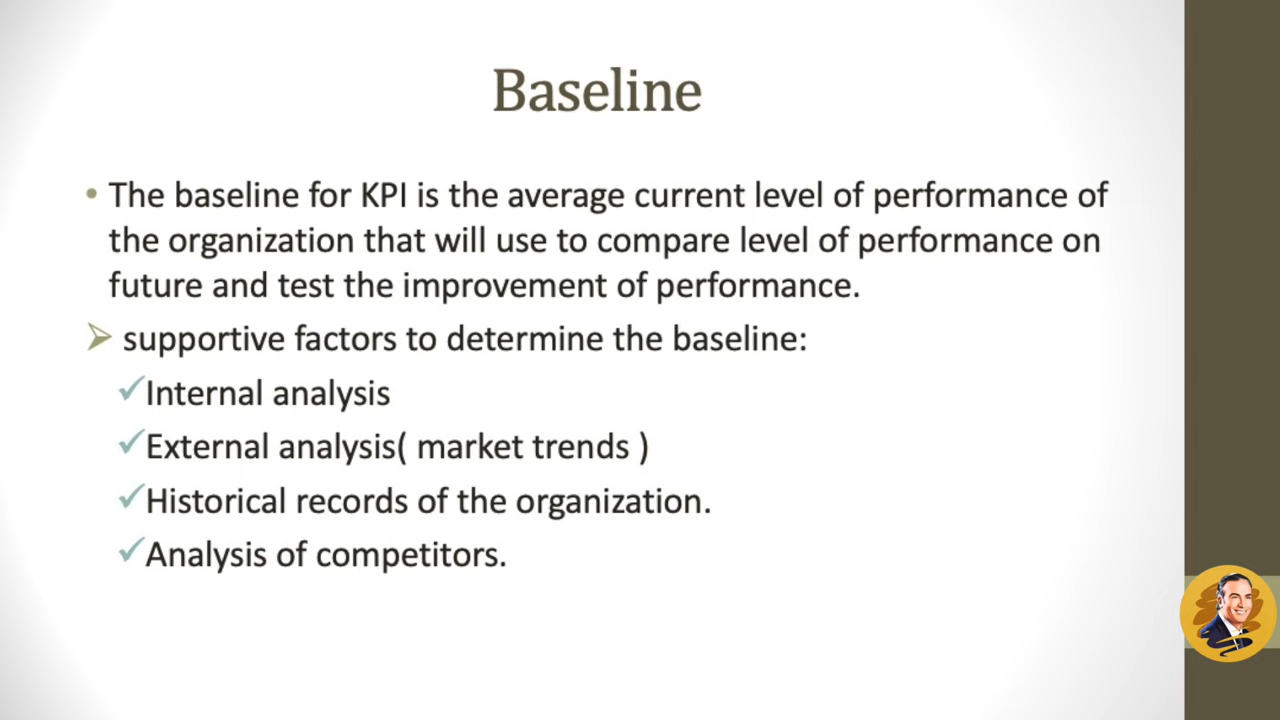 Baseline
• The baseline for KPI is the average current level of performance of
the organization that will use to compare level of performance on
future and test the improvement of performance.
➢ supportive factors to determine the baseline:
✓Internal analysis
✓External analysis( market trends )
✓Historical records of the organization.
✓Analysis of competitors.